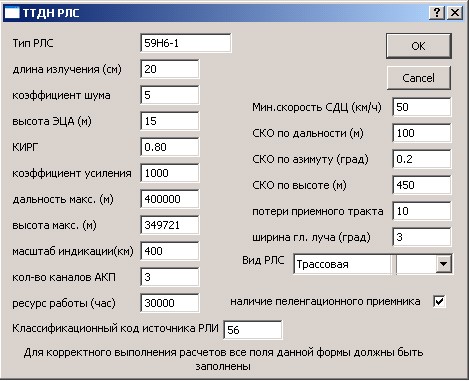 ТТДН РЛС
Тип РЛС 59Н6-1
OK
длина излучения (см) 20
Cancel
коэффициент шума 5
Мин.скорость СДЦ (км/ч) 50
высота ЭЦА (м) 15
СКО по дальности (м) 100
КИРГ 0.80
СКО по азимуту (град) 0.2
коэффициент усиления 1000
СКО по высоте (м) 450
дальность макс. (м) 400000
потери приемного тракта 10
высота макс. (м) 349721
ширина гл. луча (град) 3
масштаб индикации(км) 400
Вид РЛС Трассовая
кол-во каналов АКП 3
ресурс работы (час) 30000
наличие пеленгационного приемника
Классификационный код источника РЛИ 56
Для корректного выполнения расчетов все поля данной формы должны быть
заполнены